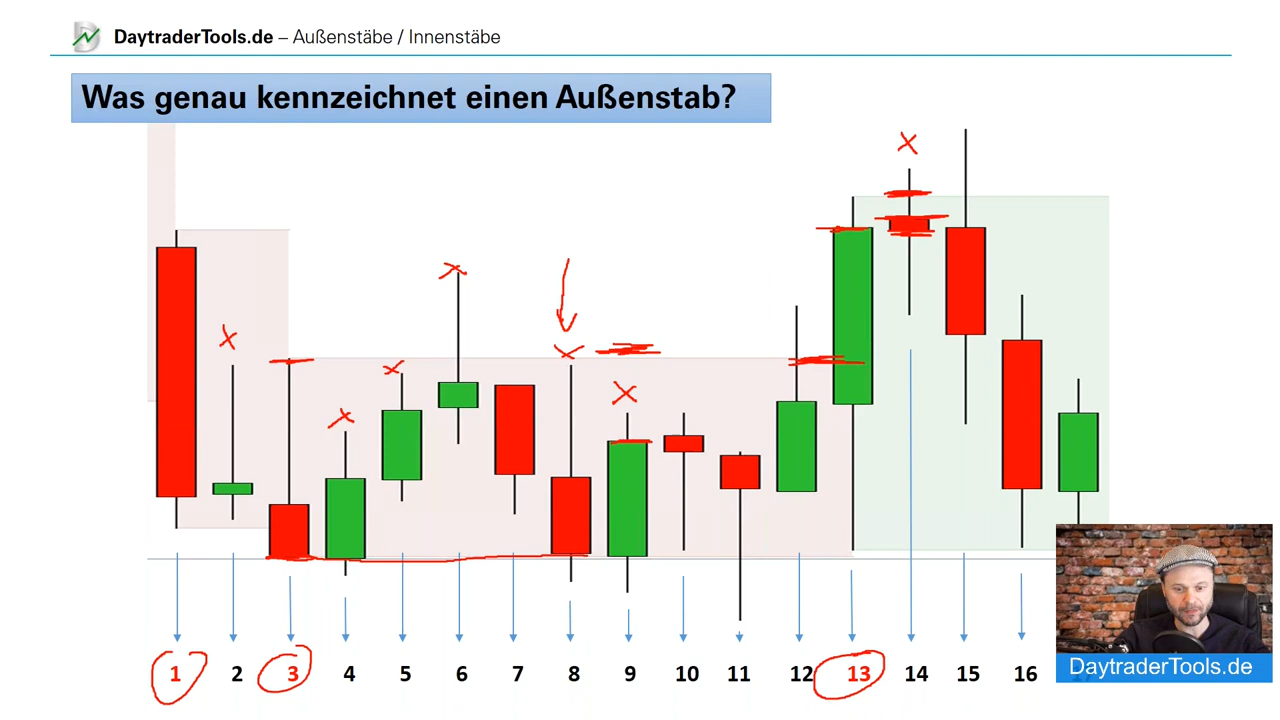 DaytraderTools.de – Außenstäbe / Innenstäbe
Was genau kennzeichnet einen Außenstab?
1 2 3 4 5 6 7 8 9 10 11 12 13 14 15 16
DaytraderTools.de